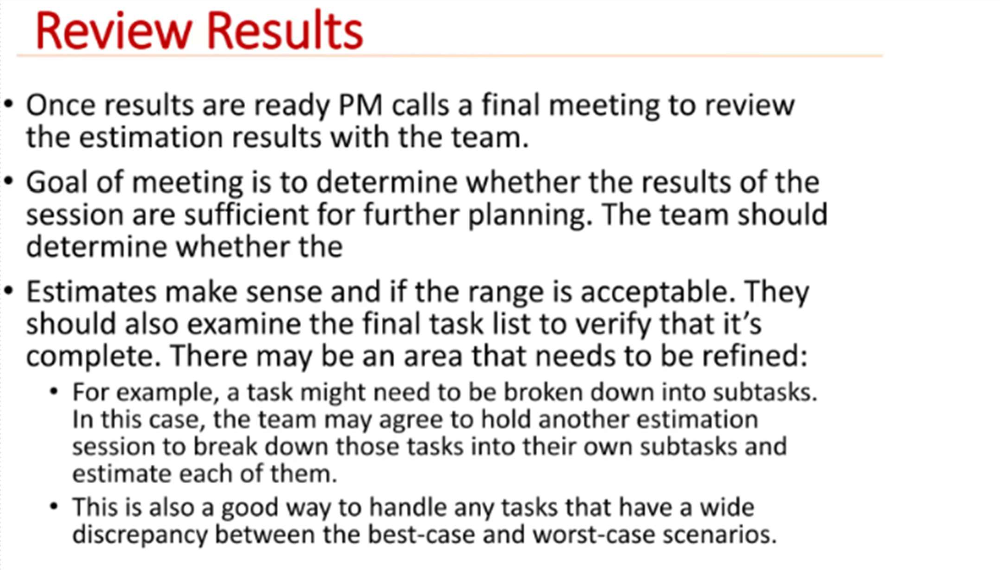 Review Results
• Once results are ready PM calls a final meeting to review
the estimation results with the team.
• Goal of meeting is to determine whether the results of the
session are sufficient for further planning. The team should
determine whether the
• Estimates make sense and if the range is acceptable. They
should also examine the final task list to verify that it’s
complete. There may be an area that needs to be refined:
• For example, a task might need to be broken down into subtasks.
In this case, the team may agree to hold another estimation
session to break down those tasks into their own subtasks and
estimate each of them.
• This is also a good way to handle any tasks that have a wide
discrepancy between the best-case and worst-case scenarios.